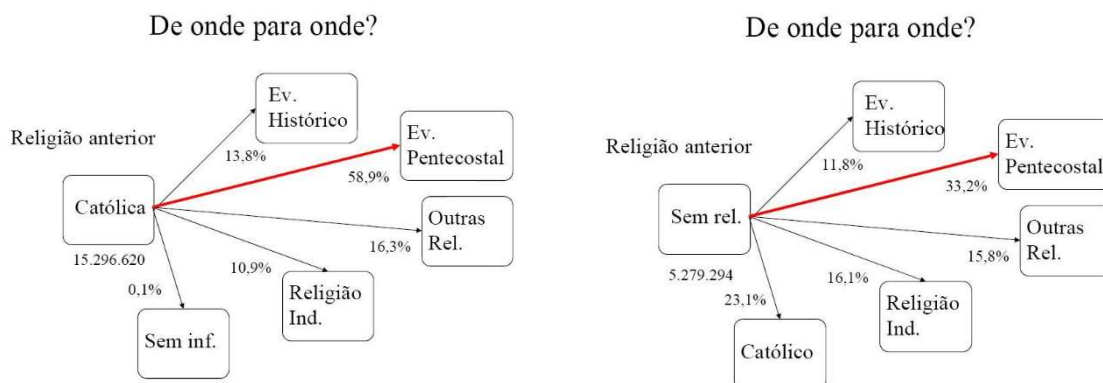 De onde para onde?
Ev.
Histórico
Religião anterior
Ev.
Pentecostal
13,8%
58,9%
Católica
Outras
Rel.
16,3%
15.296.620
10,9%
0,1%
Religião
Ind.
Sem inf.
De onde para onde?
Ev.
Histórico
Religião anterior
Ev.
Pentecostal
11,8%
33,2%
Sem rel.
Outras
Rel.
15,8%
5.279.294
16,1%
23,1%
Religião
Ind.
Católico